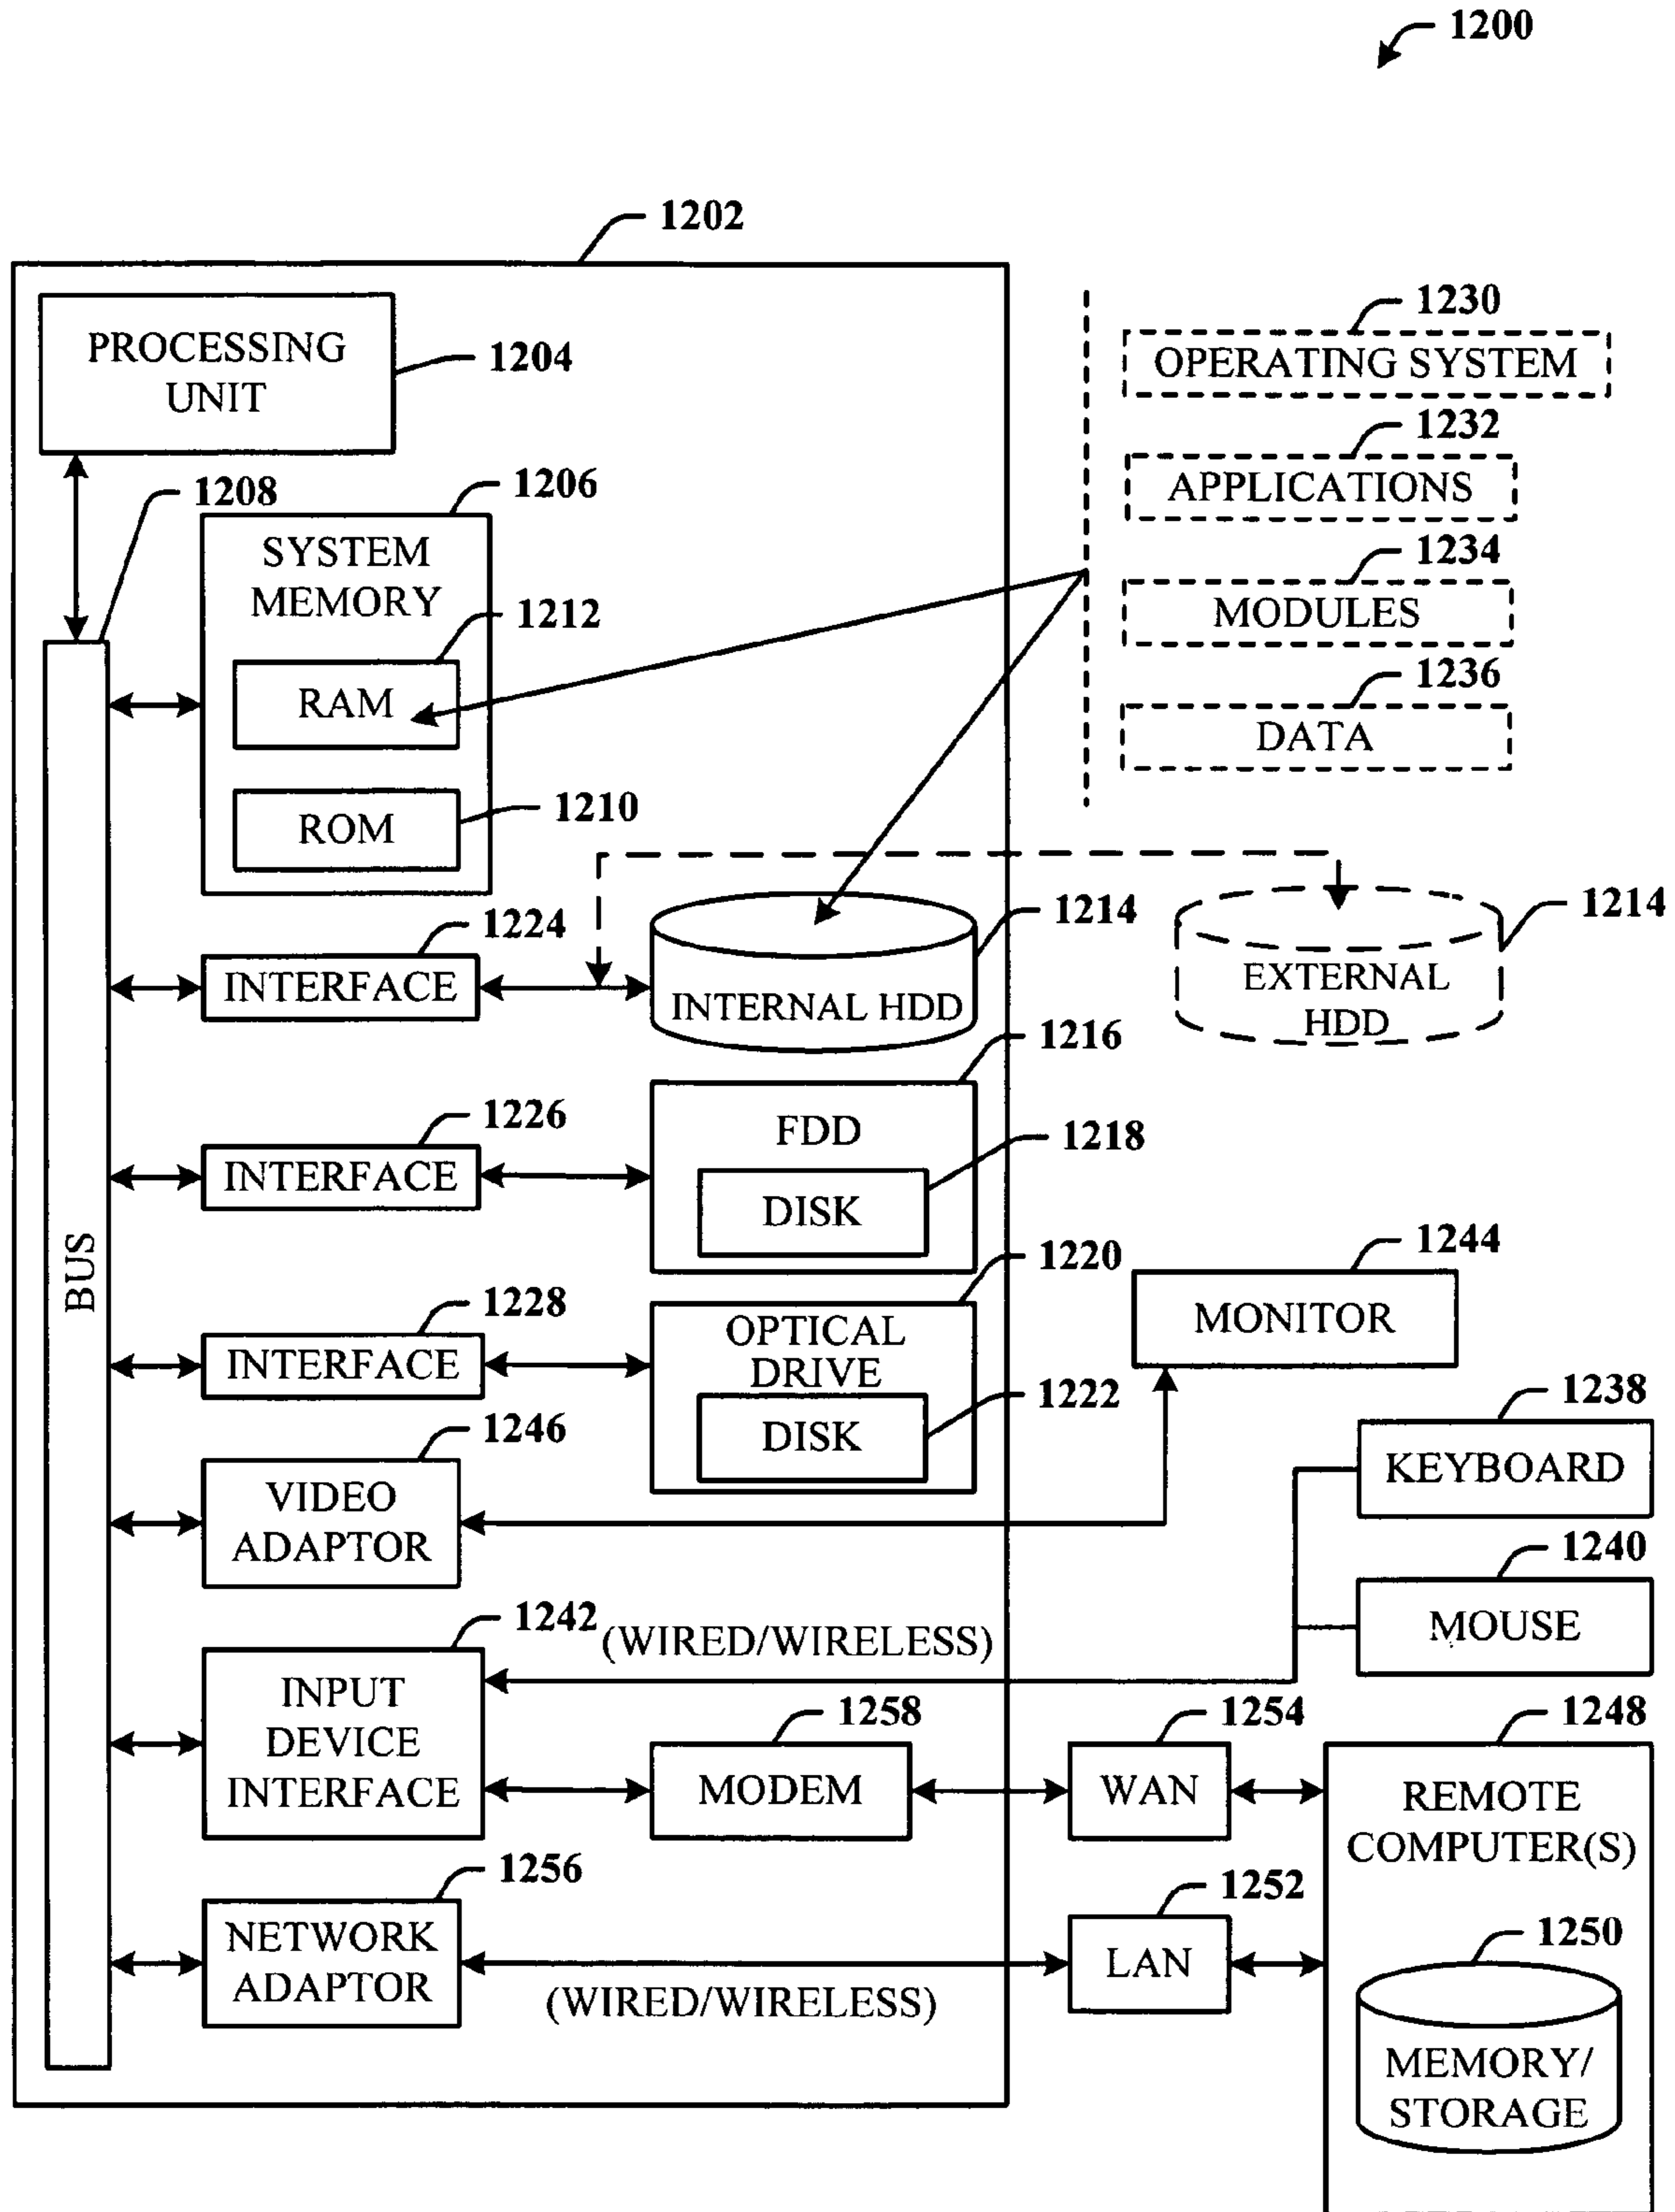 1200
1202
PROCESSING
UNIT
1204
1230
OPERATING SYSTEM
1232
APPLICATIONS
1234
MODULES
1236
DATA
1208
1206
SYSTEM
MEMORY
1212
RAM
1210
ROM
BUS
1224
INTERFACE
1214
INTERNAL HDD
1214
EXTERNAL
HDD
1226
INTERFACE
1216
FDD
1218
DISK
1228
INTERFACE
1220
OPTICAL
DRIVE
1222
DISK
1244
MONITOR
1246
VIDEO
ADAPTOR
1238
KEYBOARD
1240
MOUSE
1242
(WIRED/WIRELESS)
INPUT
DEVICE
INTERFACE
1258
MODEM
1254
WAN
1248
REMOTE
COMPUTER(S)
1256
NETWORK
ADAPTOR
(WIRED/WIRELESS)
1252
LAN
1250
MEMORY/
STORAGE